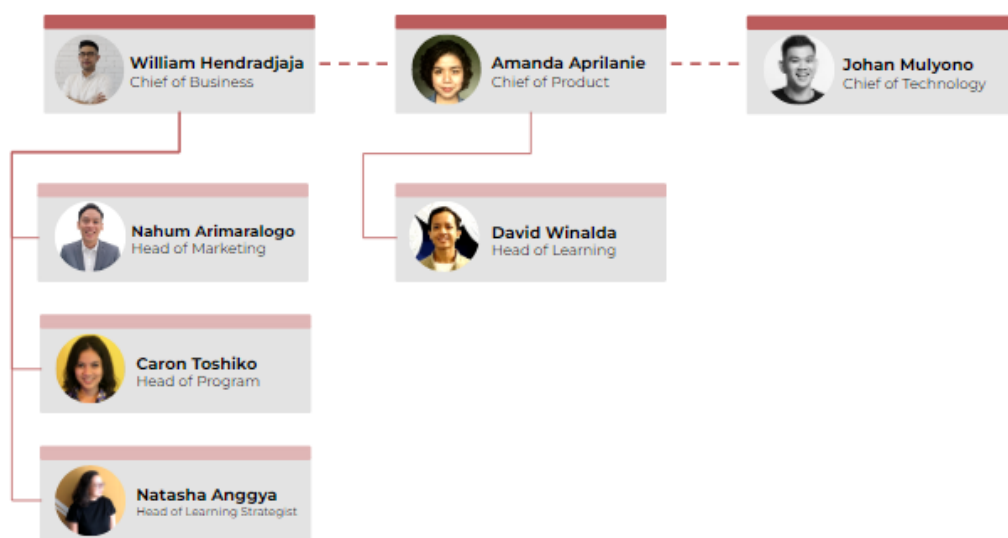 William Hendradjaja
Chief of Business
Amanda Aprilanie
Chief of Product
Johan Mulyono
Chief of Technology
Nahum Arimaralogo
Head of Marketing
David Winalda
Head of Learning
Caron Toshiko
Head of Program
Natasha Anggya
Head of Learning Strategist